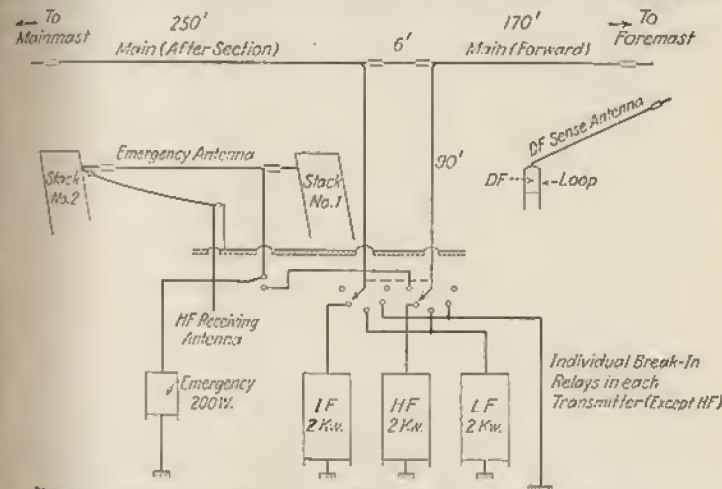 To
Mainmast
250'
Main (After Section)
6'
170'
Main (Forward)
To
Foremast
Emergency Antenna
Stack
No.2
Stack
No.1
90'
DF Sense Antenna
DF
Loop
HF Receiving
Antenna
Emergency
200W.
IF
2 Kw.
HF
2 Kw.
LF
2 Kw.
Individual Break-In
Relays in each
Transmitter (Except HF)